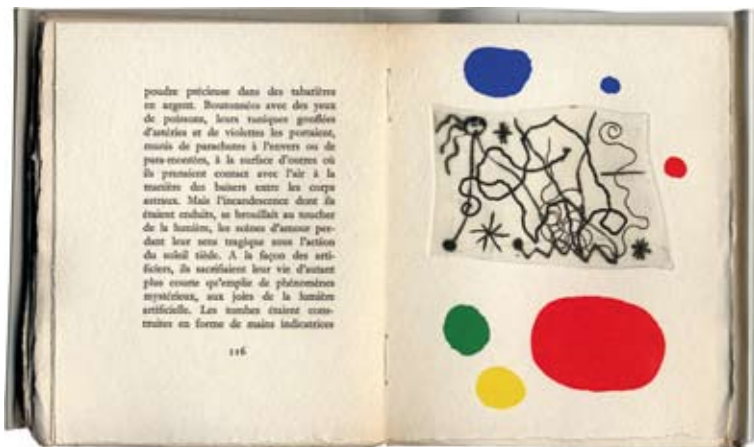 poudre précieuse dans des tabatières
en argent. Boutonnées avec des yeux
de poissons, leurs tuniques gonflées
d'artéries et de violettes les portaient,
munis de parachutes à l'envers ou de
para-montées, à la surface d'outres où
ils prenaient contact avec l'air à la
manière des baisers entre les corps
astraux. Mais l'incandescence dont ils
étaient enduits, se brouillait au toucher
de la lumière, les scènes d'amour per-
dant leur sens tragique sous l'action
du soleil tiède. A la façon des arti-
ficiers, ils sacrifiaient leur vie d'autant
plus courte qu'emplie de phénomènes
mystérieux, aux joies de la lumière
artificielle. Les tombes étaient cons-
truites en forme de mains indicatrices
116